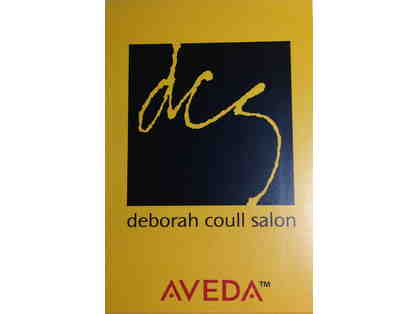 dcs
deborah coull salon
AVEDA™